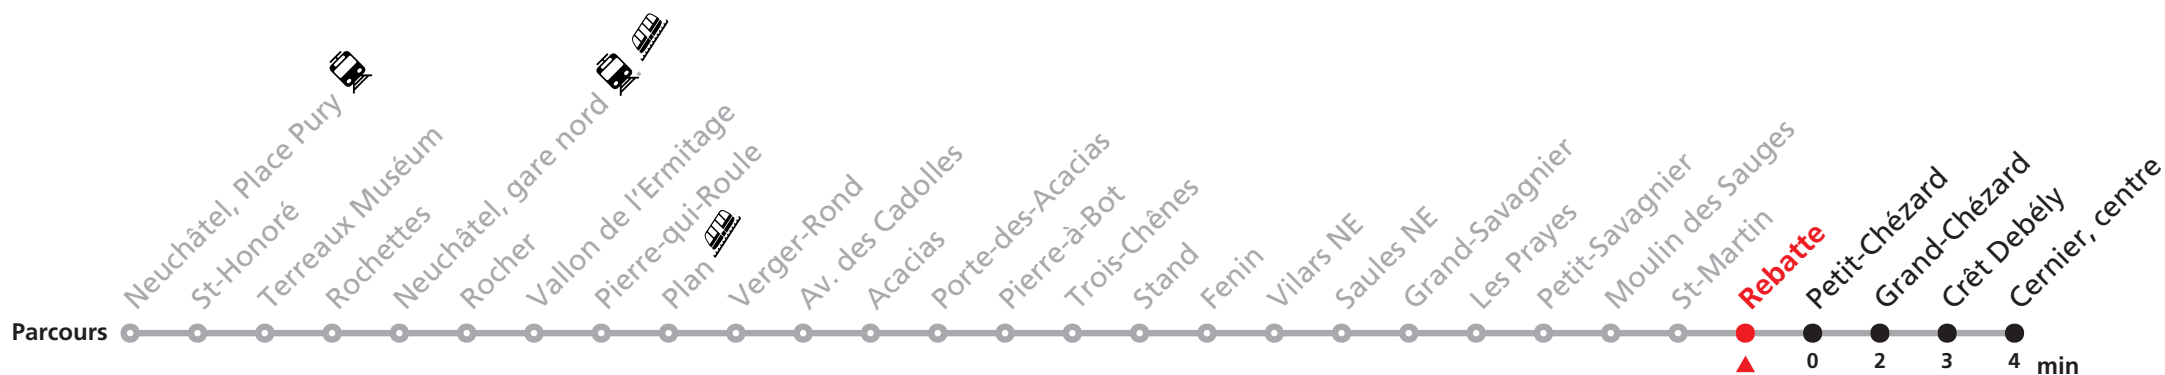 Neuchâtel, Place Pury
St-Honoré
Terreaux Muséum
Rochettes
Neuchâtel, gare nord
Rocher
Vallon de l'Ermitage
Pierre-qui-Roule
Plan
Verger-Rond
Av. des Cadolles
Acacias
Porte-des-Acacias
Pierre-à-Bot
Trois-Chênes
Stand
Fenin
Vilars NE
Saules NE
Grand-Savagnier
Les Prayes
Petit-Savagnier
Moulin des Sauges
St-Martin
Rebatte
Petit-Chézard
Grand-Chézard
Crêt Debély
Cernier, centre
Parcours
0 2 3 4 min